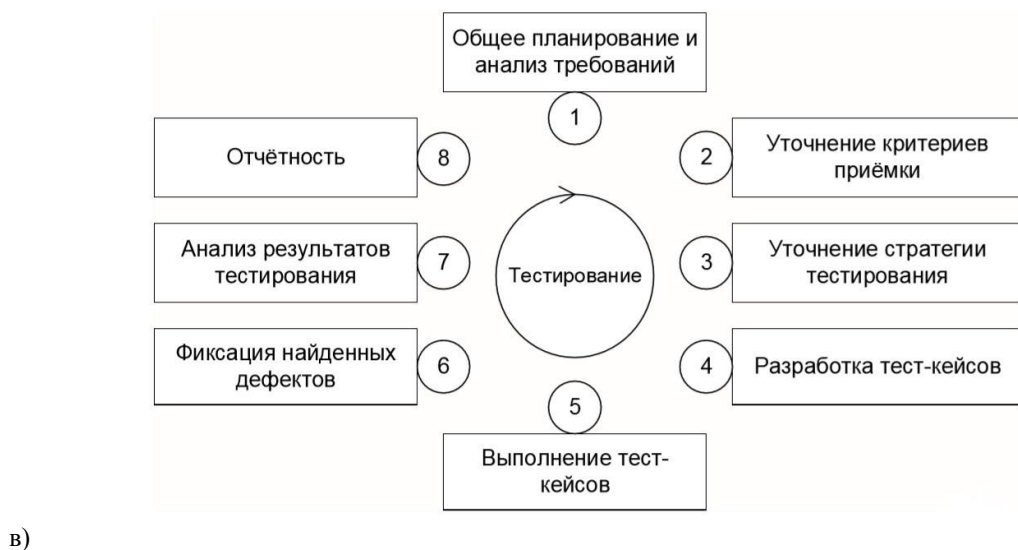 Общее планирование и
анализ требований
1
2
Уточнение критериев
приёмки
3
Уточнение стратегии
тестирования
4
Разработка тест-кейсов
5
Выполнение тест-
кейсов
6
Фиксация найденных
дефектов
7
Анализ результатов
тестирования
8
Отчётность
Тестирование
в)